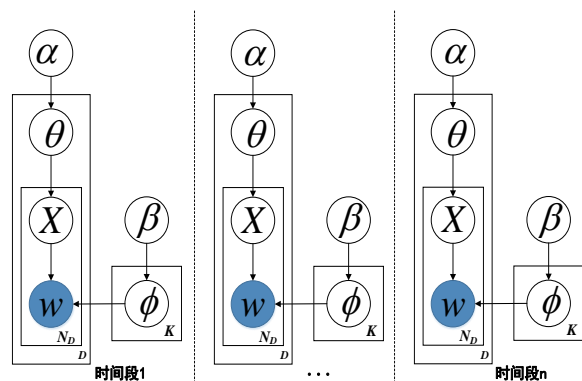 α α α
θ θ θ
X β X β X β
w ϕ w ϕ w ϕ
N_D K N_D K N_D K
D D D
时间段1 ... 时间段n